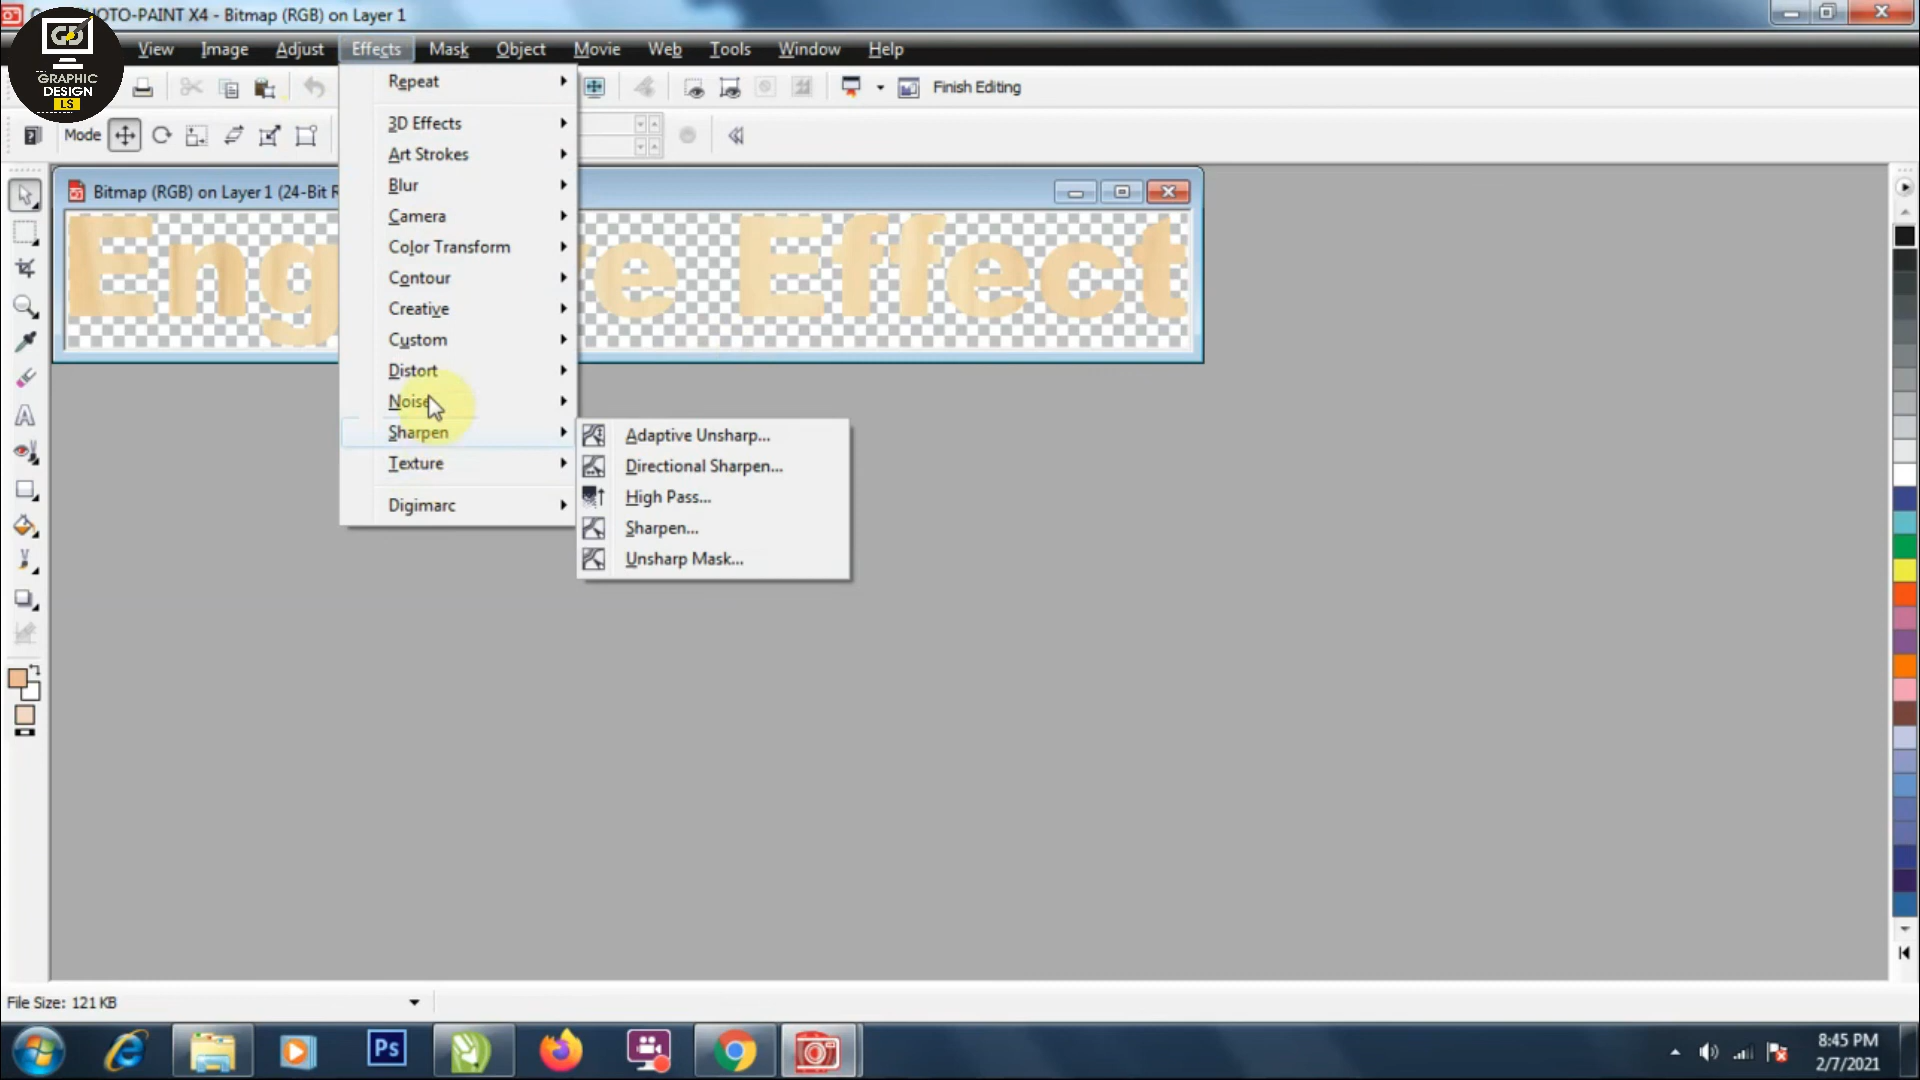 OTO-PAINT X4 - Bitmap (RGB) on Layer 1
GD
GRAPHIC
DESIGN
LS
View Image Adjust Effects Mask Object Movie Web Tools Window Help
Finish Editing
Mode
Bitmap (RGB) on Layer 1 (24-Bit R
Eng ve Effect
Repeat
3D Effects
Art Strokes
Blur
Camera
Color Transform
Contour
Creative
Custom
Distort
Noise
Sharpen
Texture
Digimarc
Adaptive Unsharp...
Directional Sharpen...
High Pass...
Sharpen...
Unsharp Mask...
File Size: 121 KB
Ps
8:45 PM
2/7/2021